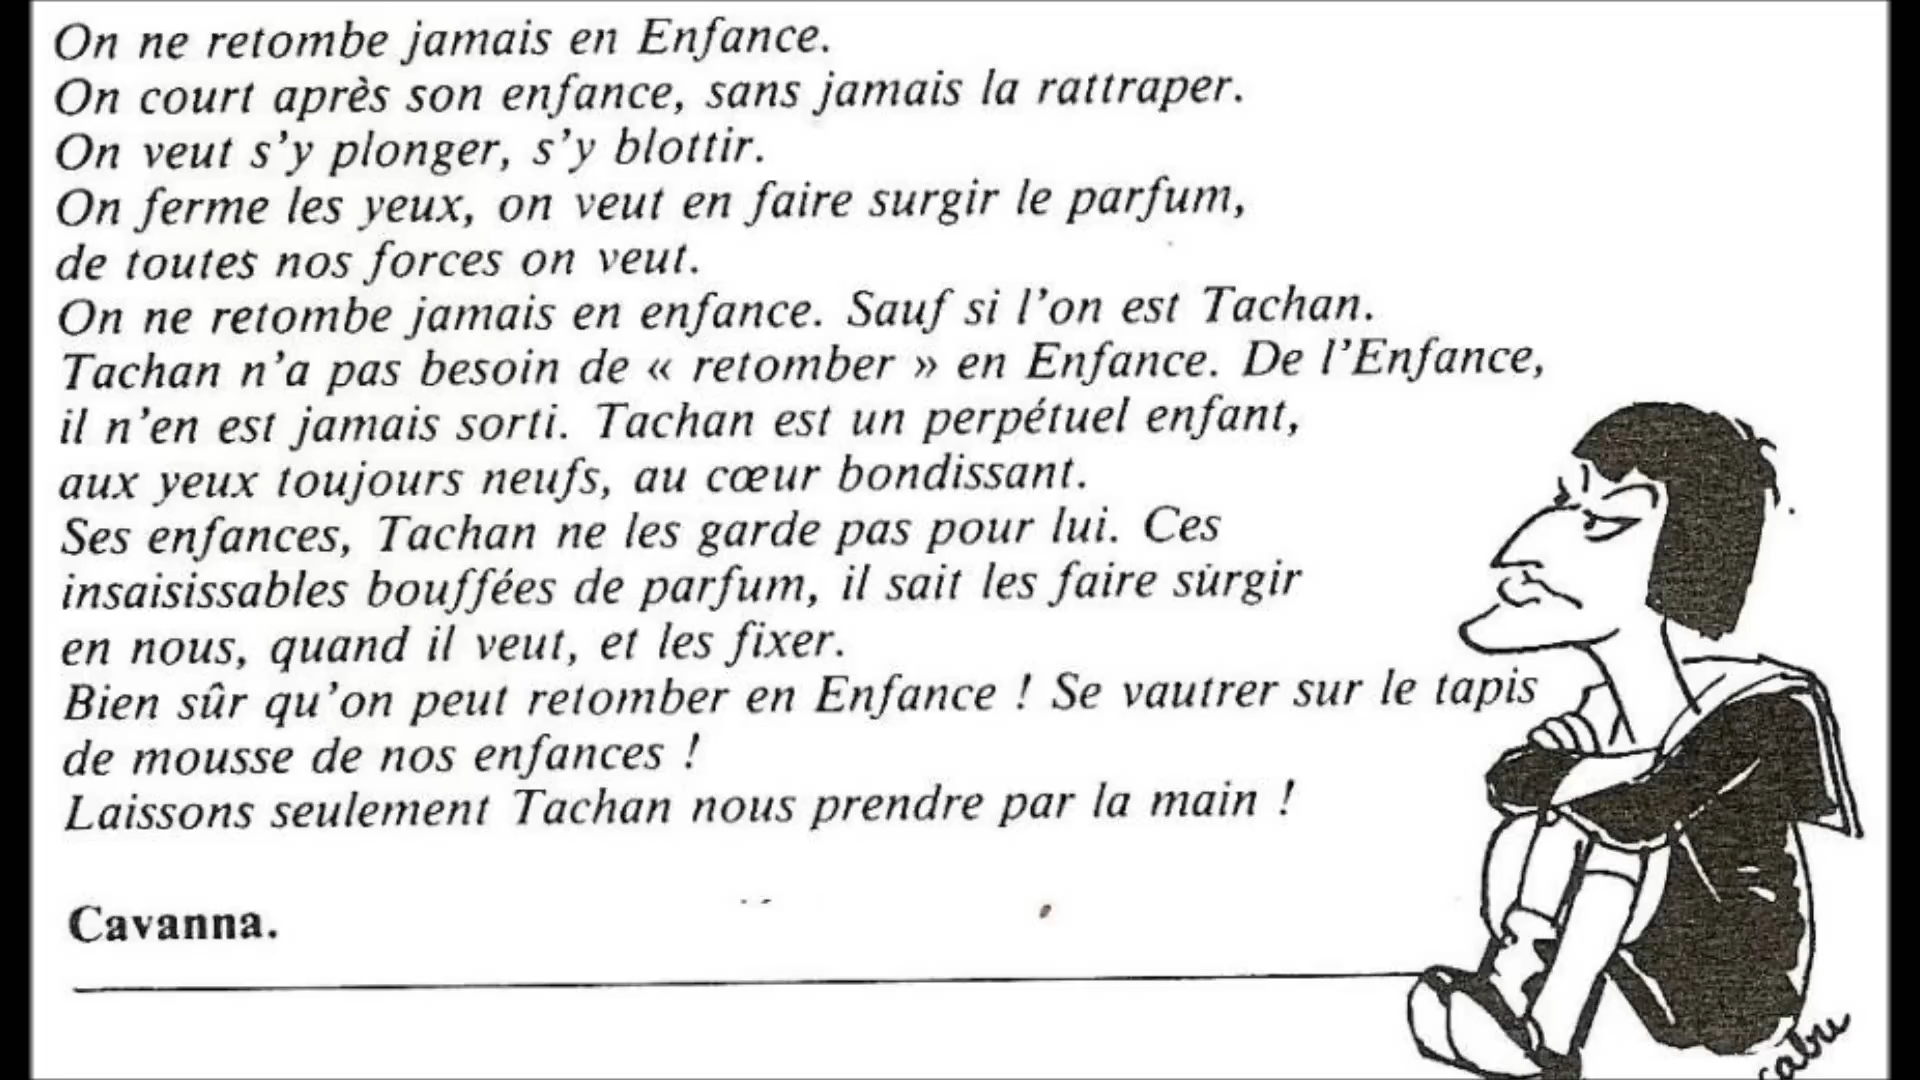 On ne retombe jamais en Enfance.
On court après son enfance, sans jamais la rattraper.
On veut s'y plonger, s'y blottir.
On ferme les yeux, on veut en faire surgir le parfum,
de toutes nos forces on veut.
On ne retombe jamais en enfance. Sauf si l'on est Tachan.
Tachan n'a pas besoin de « retomber » en Enfance. De l'Enfance,
il n'en est jamais sorti. Tachan est un perpétuel enfant,
aux yeux toujours neufs, au cœur bondissant.
Ses enfances, Tachan ne les garde pas pour lui. Ces
insaisissables bouffées de parfum, il sait les faire surgir
en nous, quand il veut, et les fixer.
Bien sûr qu'on peut retomber en Enfance ! Se vautrer sur le tapis
de mousse de nos enfances !
Laissons seulement Tachan nous prendre par la main !
Cavanna.
Cabu